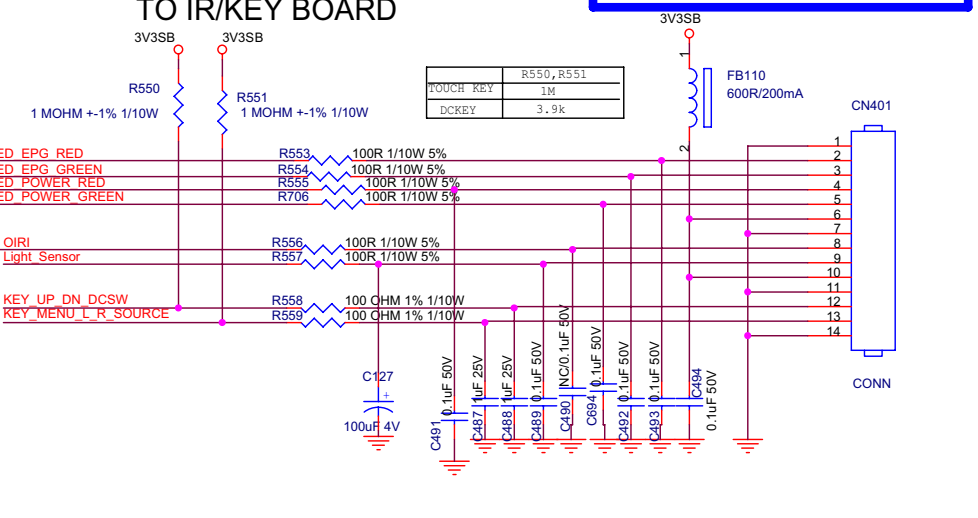 TO IR/KEY BOARD
3V3SB
3V3SB
3V3SB
R550
1 MOHM +-1% 1/10W
R551
1 MOHM +-1% 1/10W
R550,R551
TOUCH KEY 1M
DCKEY 3.9k
1
FB110
600R/200mA
2
CN401
ED_EPG_RED R553 100R 1/10W 5%
ED_EPG_GREEN R554 100R 1/10W 5%
ED_POWER_RED R555 100R 1/10W 5%
ED_POWER_GREEN R706 100R 1/10W 5%
OIRI R556 100R 1/10W 5%
Light_Sensor R557 100R 1/10W 5%
KEY_UP_DN_DCSW R558 100 OHM 1% 1/10W
KEY_MENU_L_R_SOURCE R559 100 OHM 1% 1/10W
1
2
3
4
5
6
7
8
9
10
11
12
13
14
CONN
C127
+
100uF 4V
C491 0.1uF 50V
C487 1uF 25V
C488 1uF 25V
C489 0.1uF 50V
C490 NC/0.1uF 50V
C694 0.1uF 50V
C492 0.1uF 50V
C493 0.1uF 50V
C494
0.1uF 50V